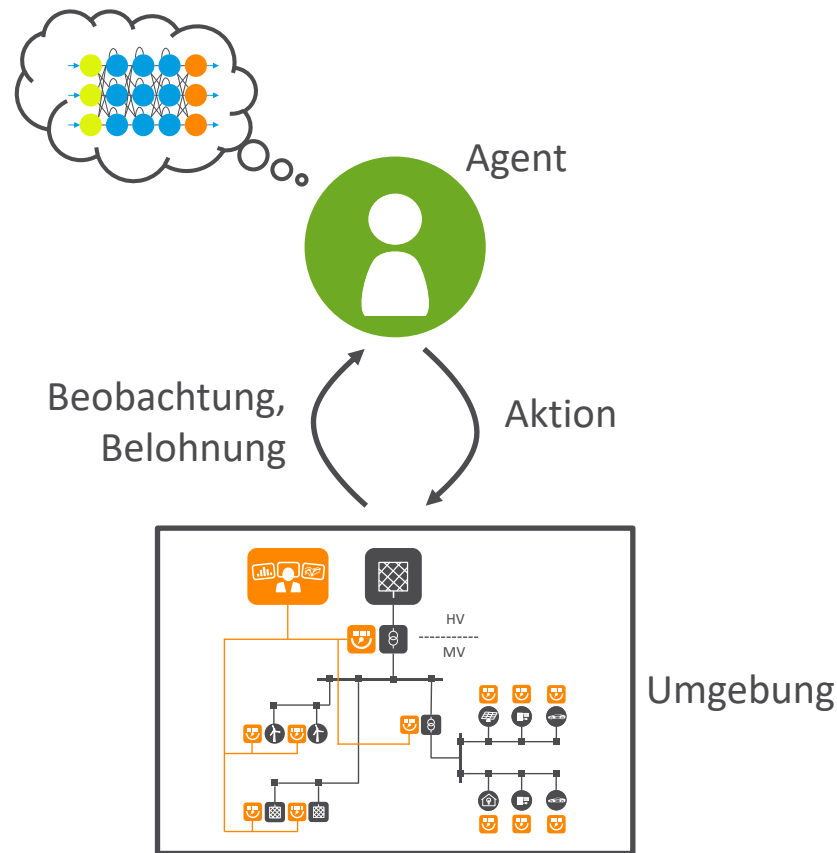 Agent
Beobachtung,
Belohnung
Aktion
HV
MV
Umgebung